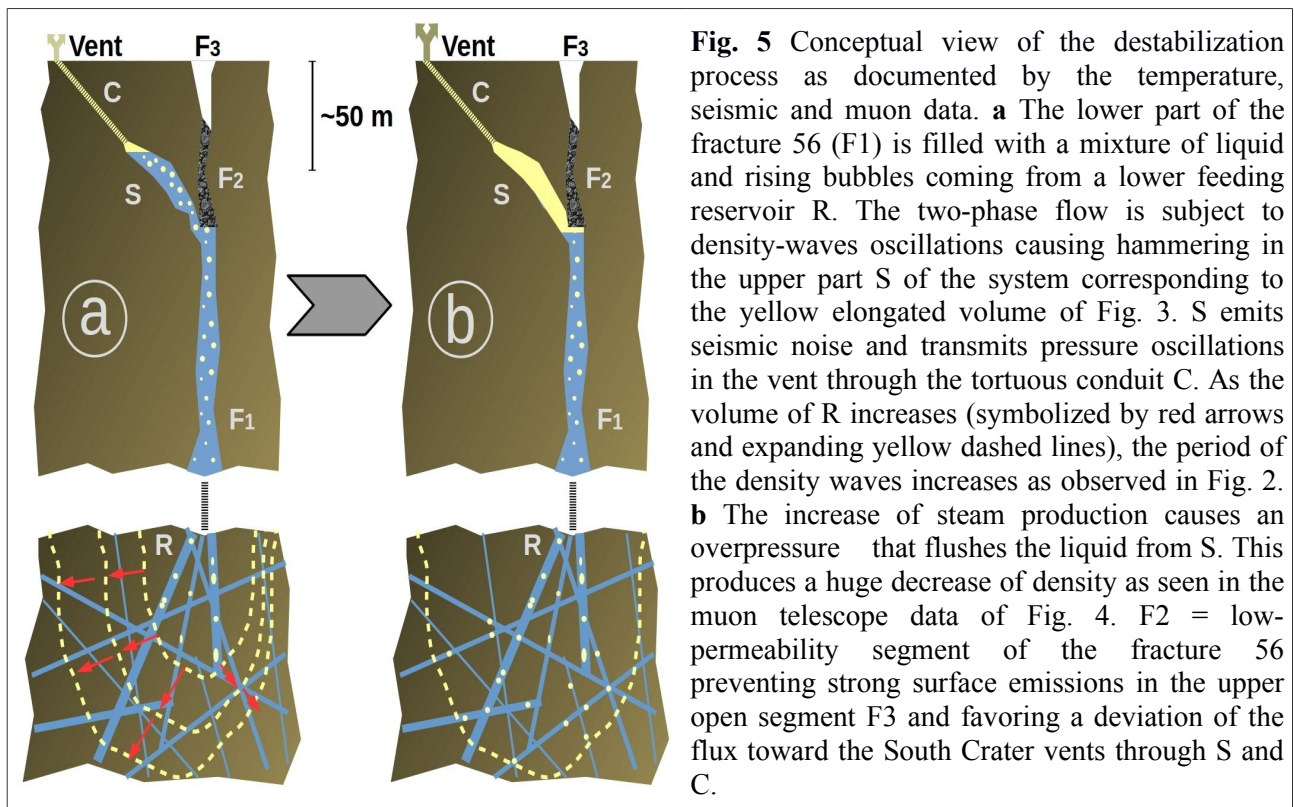 Vent F3
C
~50 m
S
F2
a
F1
R
Vent F3
C
S
F2
b
F1
R
Fig. 5 Conceptual view of the destabilization
process as documented by the temperature,
seismic and muon data. a The lower part of the
fracture 56 (F1) is filled with a mixture of liquid
and rising bubbles coming from a lower feeding
reservoir R. The two-phase flow is subject to
density-waves oscillations causing hammering in
the upper part S of the system corresponding to
the yellow elongated volume of Fig. 3. S emits
seismic noise and transmits pressure oscillations
in the vent through the tortuous conduit C. As the
volume of R increases (symbolized by red arrows
and expanding yellow dashed lines), the period of
the density waves increases as observed in Fig. 2.
b The increase of steam production causes an
overpressure that flushes the liquid from S. This
produces a huge decrease of density as seen in the
muon telescope data of Fig. 4. F2 = low-
permeability segment of the fracture 56
preventing strong surface emissions in the upper
open segment F3 and favoring a deviation of the
flux toward the South Crater vents through S and
C.